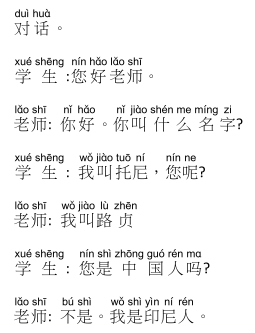 duì huà
对话。
xué shēng nín hǎo lǎo shī
学生:您好老师。
lǎo shī nǐ hǎo nǐ jiào shén me míng zi
老师: 你好。你叫什么名字?
xué shēng wǒ jiào tuō ní nín ne
学生: 我叫托尼，您呢?
lǎo shī wǒ jiào lù zhēn
老师: 我叫路贞
xué shēng nín shì zhōng guó rén ma
学生: 您是中国人吗?
lǎo shī bú shì wǒ shì yìn ní rén
老师: 不是。我是印尼人。